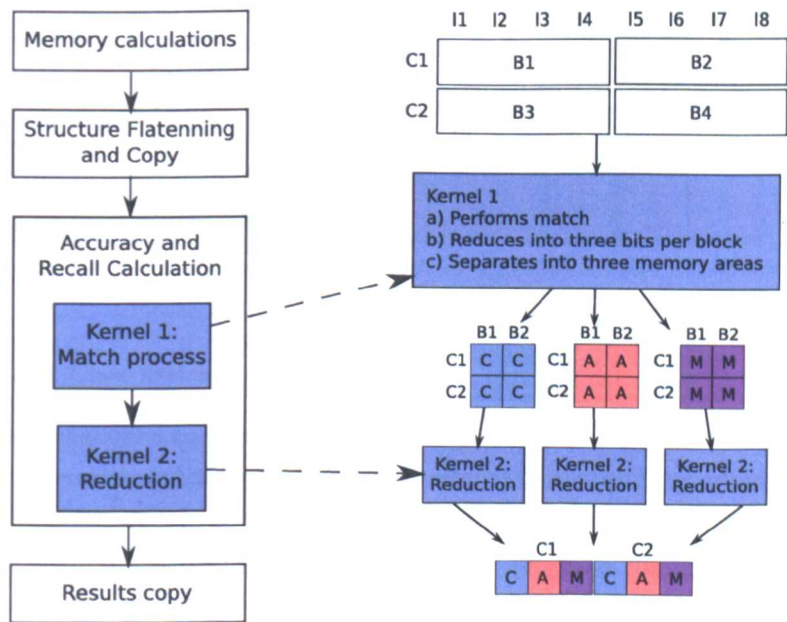 Memory calculations
Structure Flatenning
and Copy
Accuracy and
Recall Calculation
Kernel 1:
Match process
Kernel 2:
Reduction
Results copy
I1 I2 I3 I4 I5 I6 I7 I8
C1 B1 B2
C2 B3 B4
Kernel 1
a) Performs match
b) Reduces into three bits per block
c) Separates into three memory areas
B1 B2 B1 B2 B1 B2
C1 C C C1 A A C1 M M
C2 C C C2 A A C2 M M
Kernel 2: Kernel 2: Kernel 2:
Reduction Reduction Reduction
C1 C2
C A M C A M